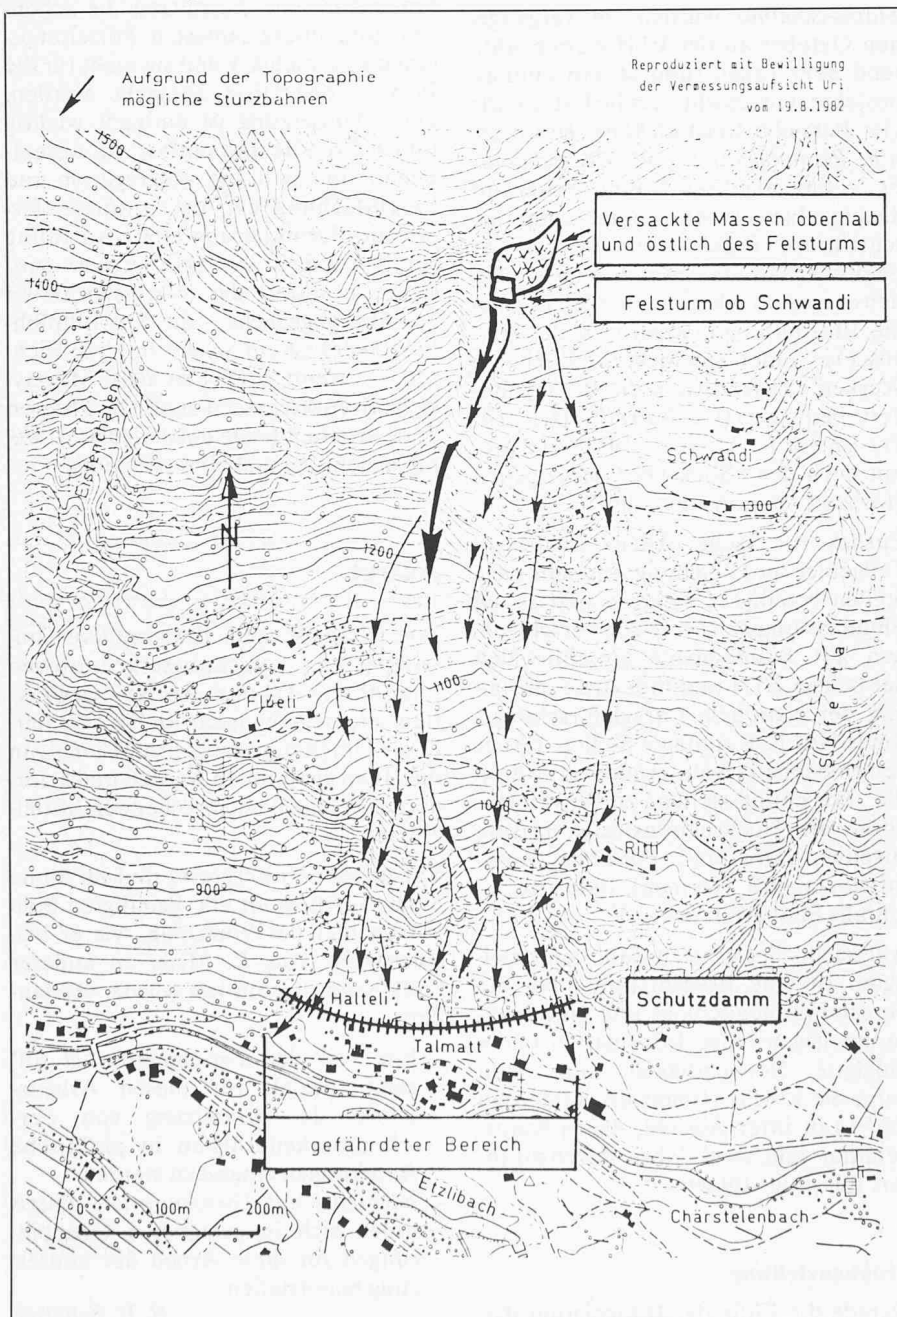 Reproduziert mit Bewilligung
der Vermessungsaufsicht Uri
vom 19.8.1982
Aufgrund der Topographie
mögliche Sturzbahnen
1500
Versackte Massen oberhalb
und östlich des Felsturms
1400
Felsturm ob Schwandi
Schwandi
1300
N
1200
1100
Flüeli
1000
Rittl
900
Halteli
Schutzdamm
Talmatt
gefährdeter Bereich
Etzlibach
0 100m 200m
Chärstelenbach